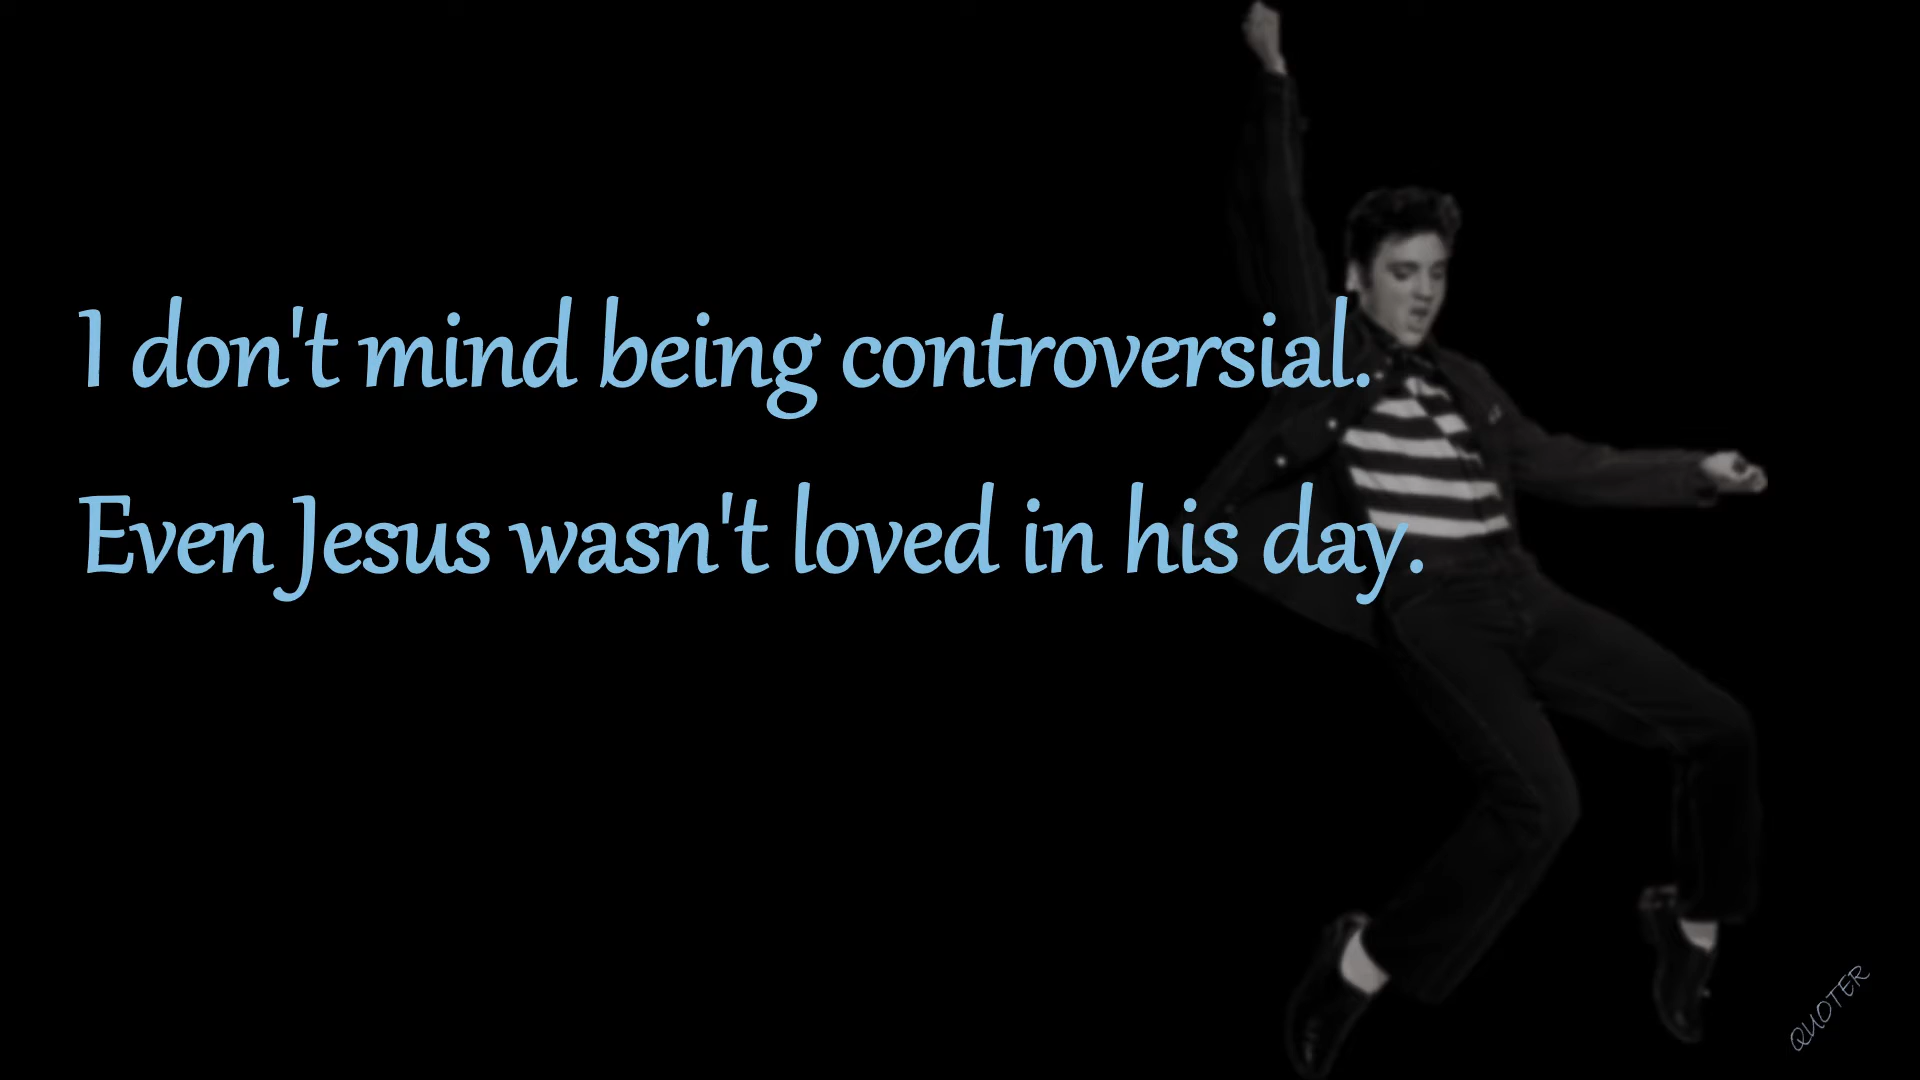 I don't mind being controversial.
Even Jesus wasn't loved in his day.
QUOTER